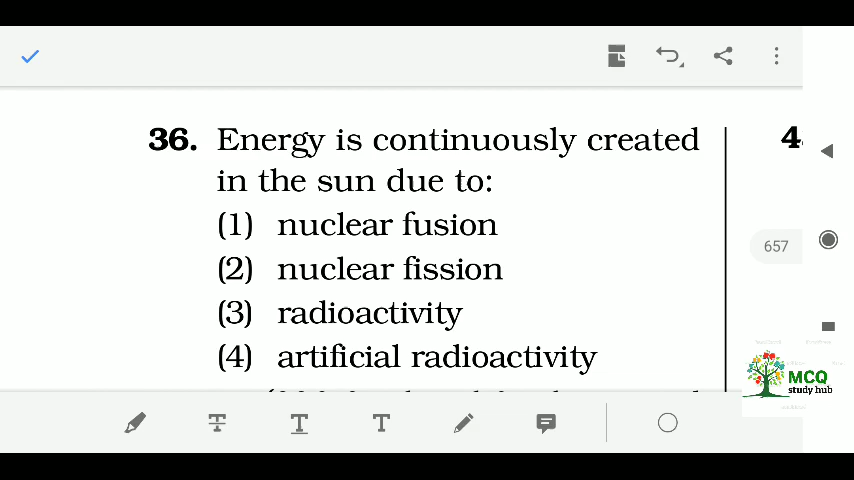 36. Energy is continuously created
in the sun due to:
(1) nuclear fusion
(2) nuclear fission
(3) radioactivity
(4) artificial radioactivity
4
657
MCQ
study hub
T
T
T